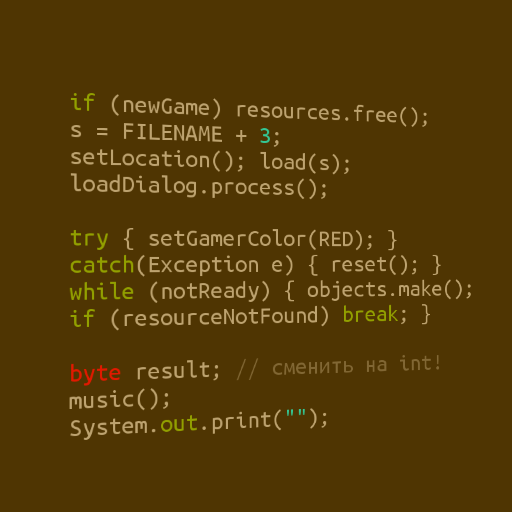 if (newGame) resources.free();
s = FILENAME + 3;
setLocation(); load(s);
loadDialog.process();
try { setGamerColor(RED); }
catch(Exception e) { reset(); }
while (notReady) { objects.make();
if (resourceNotFound) break; }
byte result; // сменить на int!
music();
System.out.print("");